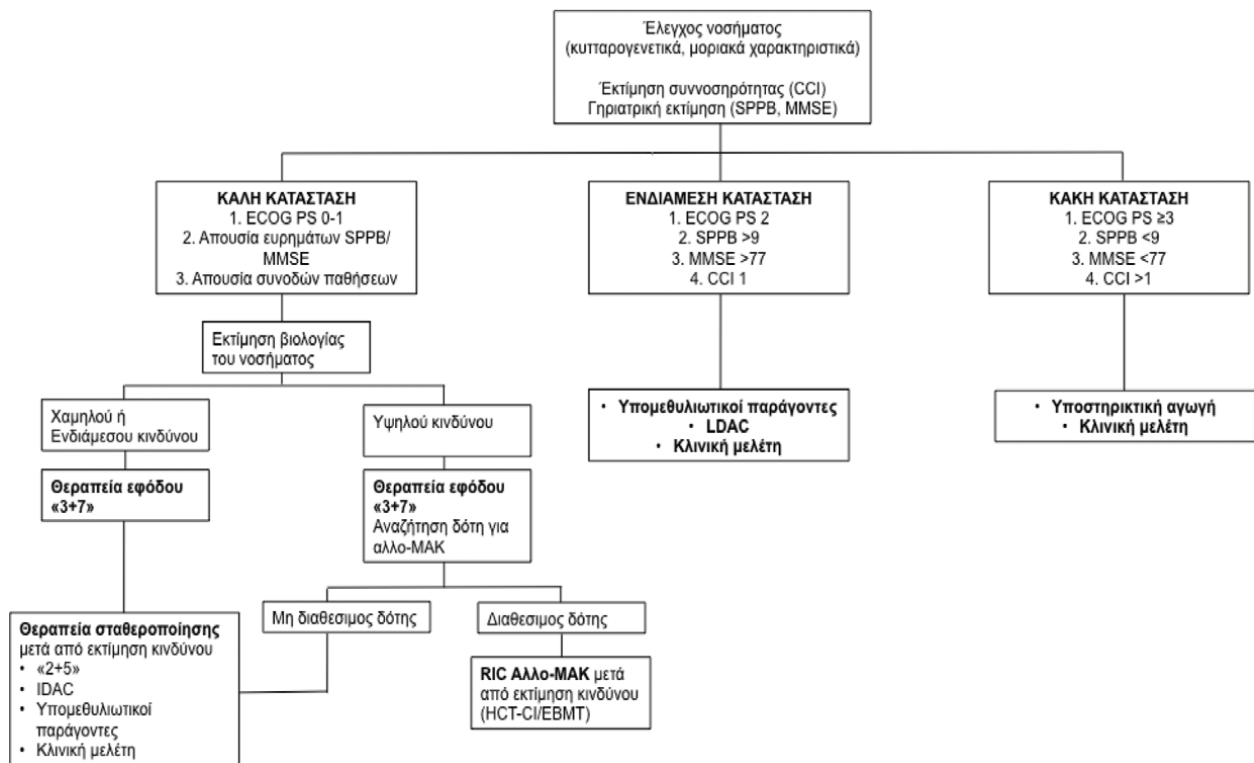 Έλεγχος νοσήματος
(κυτταρογενετικά, μοριακά χαρακτηριστικά)
Έκτίμηση συννοσηρότητας (CCI)
Γηριατρική εκτίμηση (SPPB, MMSE)
ΚΑΛΗ ΚΑΤΑΣΤΑΣΗ
1. ECOG PS 0-1
2. Απουσία ευρημάτων SPPB/
MMSE
3. Απουσία συνοδών παθήσεων
ΕΝΔΙΑΜΕΣΗ ΚΑΤΑΣΤΑΣΗ
1. ECOG PS 2
2. SPPB >9
3. MMSE >77
4. CCI 1
ΚΑΚΗ ΚΑΤΑΣΤΑΣΗ
1. ECOG PS ≥3
2. SPPB <9
3. MMSE <77
4. CCI >1
Εκτίμηση βιολογίας
του νοσήματος
Χαμηλού ή
Ενδιάμεσου κινδύνου
Υψηλού κινδύνου
• Υπομεθυλιωτικοί παράγοντες
• LDAC
• Κλινική μελέτη
• Υποστηρικτική αγωγή
• Κλινική μελέτη
Θεραπεία εφόδου
«3+7»
Θεραπεία εφόδου
«3+7»
Αναζήτηση δότη για
αλλο-ΜΑΚ
Μη διαθεσιμος δότης
Διαθεσιμος δότης
Θεραπεία σταθεροποίησης
μετά από εκτίμηση κινδύνου
• «2+5»
• IDAC
• Υπομεθυλιωτικοί
παράγοντες
• Κλινική μελέτη
RIC Αλλο-ΜΑΚ μετά
από εκτίμηση κινδύνου
(HCT-CI/EBMT)